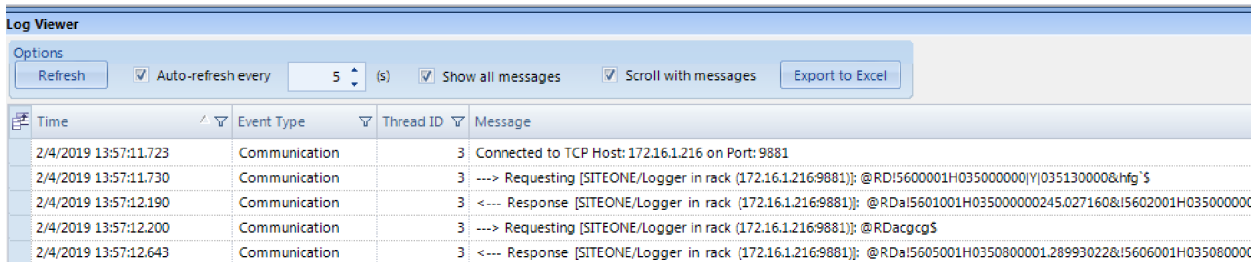 Log Viewer
Options
Refresh Auto-refresh every 5 (s) Show all messages Scroll with messages Export to Excel
Time Event Type Thread ID Message
2/4/2019 13:57:11.723 Communication 3 Connected to TCP Host: 172.16.1.216 on Port: 9881
2/4/2019 13:57:11.730 Communication 3 ---> Requesting [SITEONE/Logger in rack (172.16.1.216:9881)]: @RD!5600001H035000000|Y|035130000&hfg`$
2/4/2019 13:57:12.190 Communication 3 <--- Response [SITEONE/Logger in rack (172.16.1.216:9881)]: @RDa!5601001H035000000245.027160&!5602001H035000000
2/4/2019 13:57:12.200 Communication 3 ---> Requesting [SITEONE/Logger in rack (172.16.1.216:9881)]: @RDacgcg$
2/4/2019 13:57:12.643 Communication 3 <--- Response [SITEONE/Logger in rack (172.16.1.216:9881)]: @RDa!5605001H0350800001.28993022&!5606001H03508000